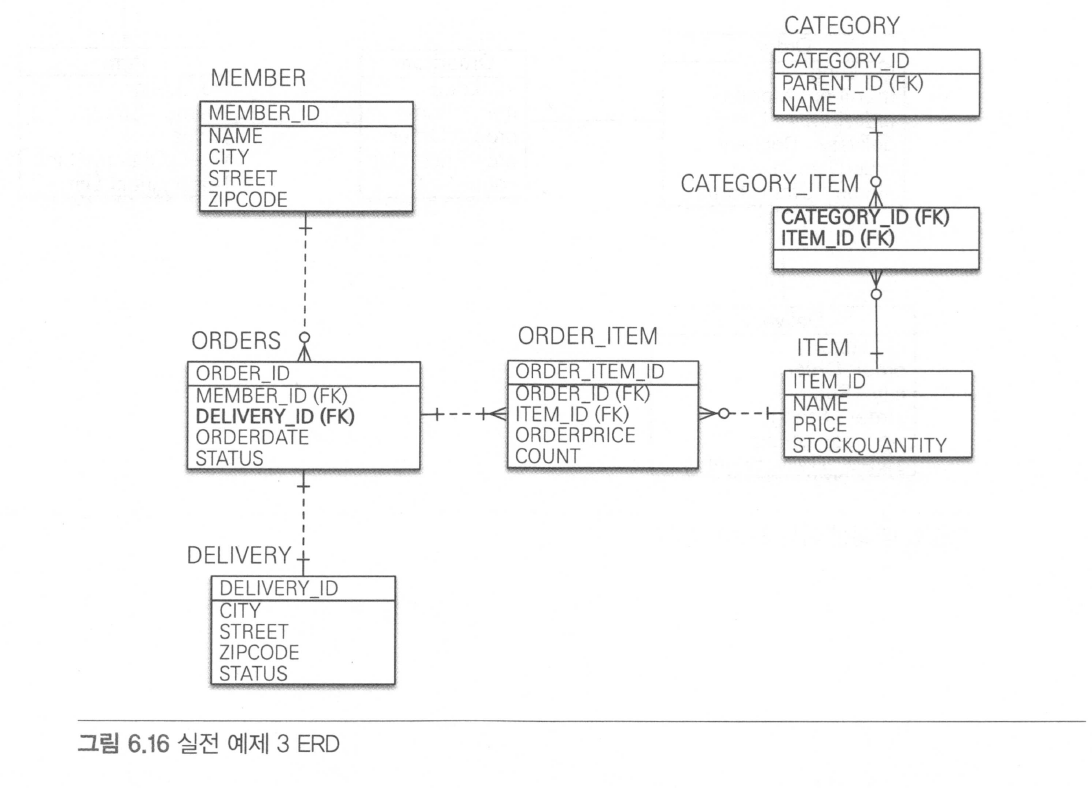 CATEGORY
CATEGORY_ID
PARENT_ID (FK)
NAME
MEMBER
MEMBER_ID
NAME
CITY
STREET
ZIPCODE
CATEGORY_ITEM
CATEGORY_ID (FK)
ITEM_ID (FK)
ORDERS
ORDER_ID
MEMBER_ID (FK)
DELIVERY_ID (FK)
ORDERDATE
STATUS
ORDER_ITEM
ORDER_ITEM_ID
ORDER_ID (FK)
ITEM_ID (FK)
ORDERPRICE
COUNT
ITEM
ITEM_ID
NAME
PRICE
STOCKQUANTITY
DELIVERY
DELIVERY_ID
CITY
STREET
ZIPCODE
STATUS
그림 6.16 실전 예제 3 ERD